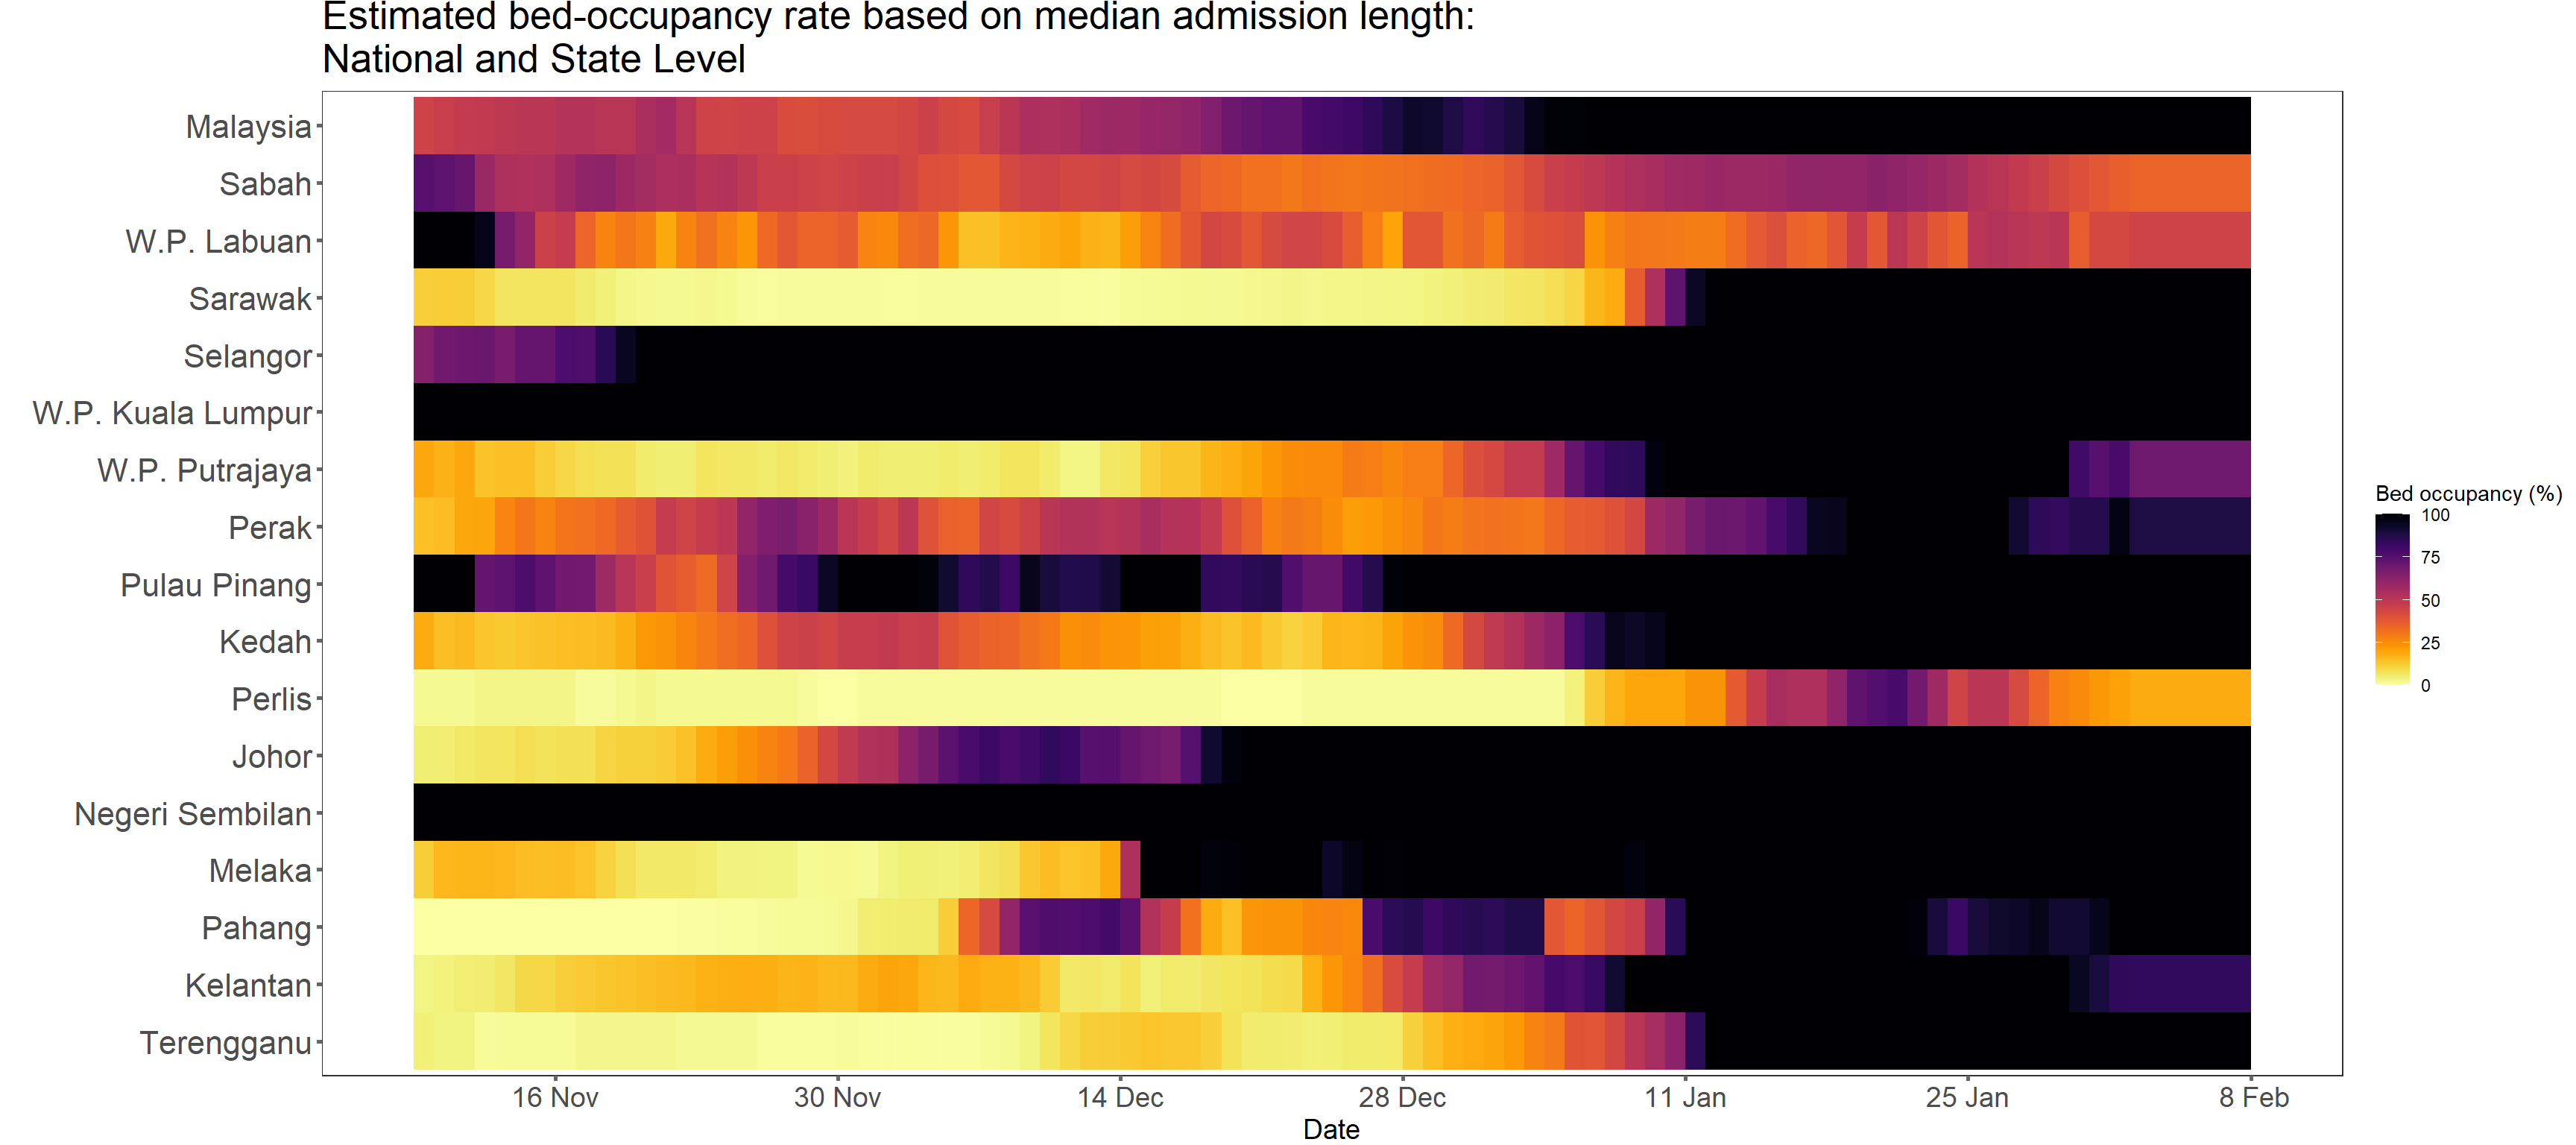 Estimated bed-occupancy rate based on median admission length:
National and State Level
Malaysia
Sabah
W.P. Labuan
Sarawak
Selangor
W.P. Kuala Lumpur
W.P. Putrajaya
Perak
Pulau Pinang
Kedah
Perlis
Johor
Negeri Sembilan
Melaka
Pahang
Kelantan
Terengganu
16 Nov
30 Nov
14 Dec
28 Dec
11 Jan
25 Jan
8 Feb
Date
Bed occupancy (%)
100
75
50
25
0